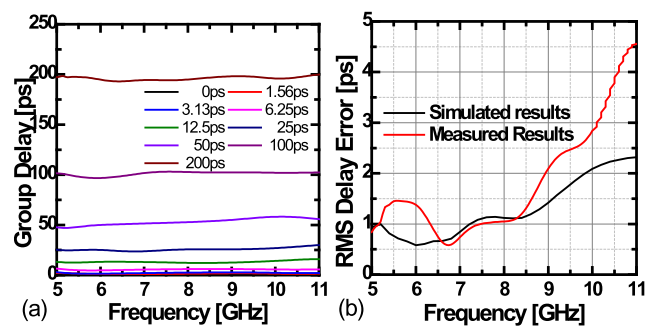 Group Delay [ps]
250
200
150
100
50
0
0ps 1.56ps
3.13ps 6.25ps
12.5ps 25ps
50ps 100ps
200ps
5 6 7 8 9 10 11
Frequency [GHz]
(a)
RMS Delay Error [ps]
5
4
3
2
1
0
Simulated results
Measured Results
5 6 7 8 9 10 11
Frequency [GHz]
(b)